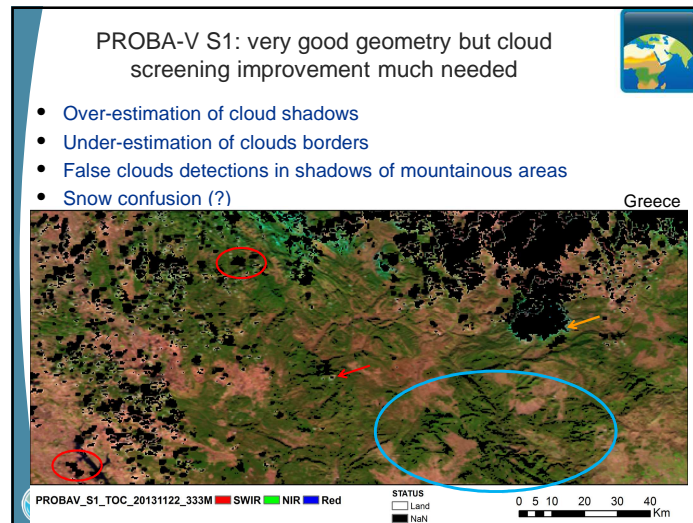 PROBA-V S1: very good geometry but cloud
screening improvement much needed
• Over-estimation of cloud shadows
• Under-estimation of clouds borders
• False clouds detections in shadows of mountainous areas
• Snow confusion (?)
Greece
PROBAV_S1_TOC_20131122_333M SWIR NIR Red
STATUS
Land
NaN
0 5 10 20 30 40
Km